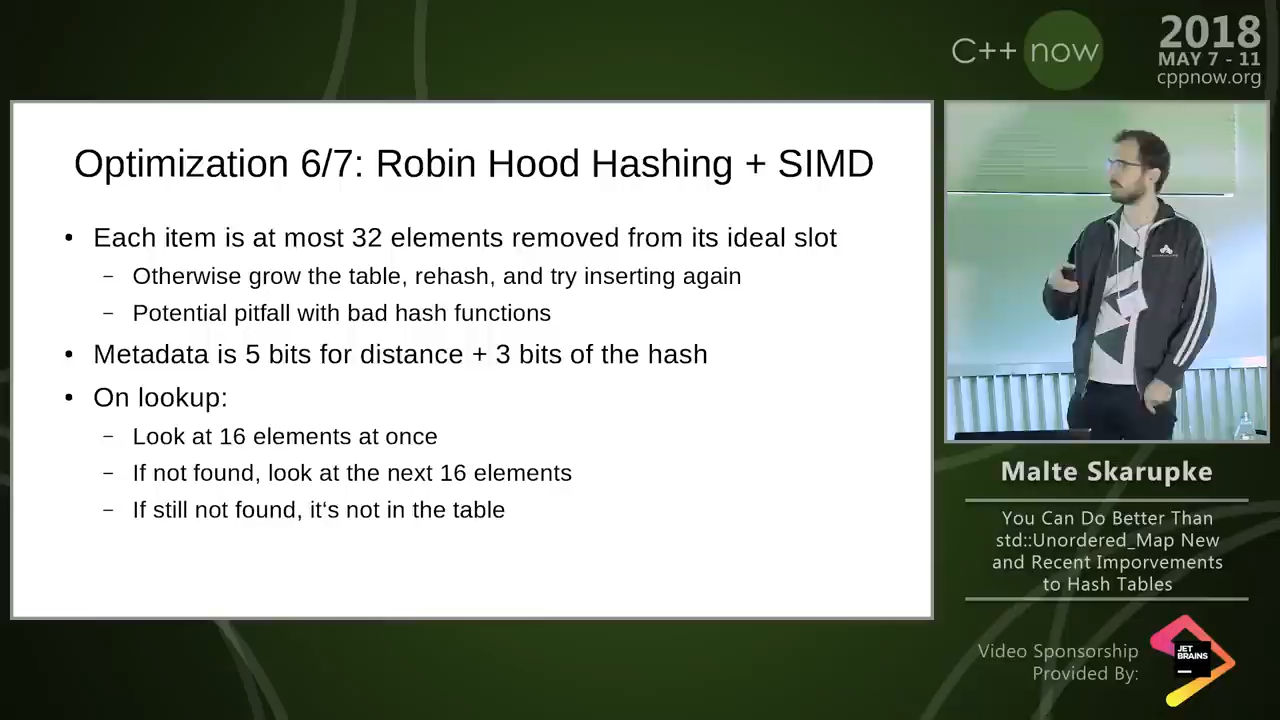 C++ now
2018
MAY 7 - 11
cppnow.org
Optimization 6/7: Robin Hood Hashing + SIMD
• Each item is at most 32 elements removed from its ideal slot
– Otherwise grow the table, rehash, and try inserting again
– Potential pitfall with bad hash functions
• Metadata is 5 bits for distance + 3 bits of the hash
• On lookup:
– Look at 16 elements at once
– If not found, look at the next 16 elements
– If still not found, it‘s not in the table
Malte Skarupke
You Can Do Better Than
std::Unordered_Map New
and Recent Imporvements
to Hash Tables
Video Sponsorship
Provided By:
JET
BRAINS